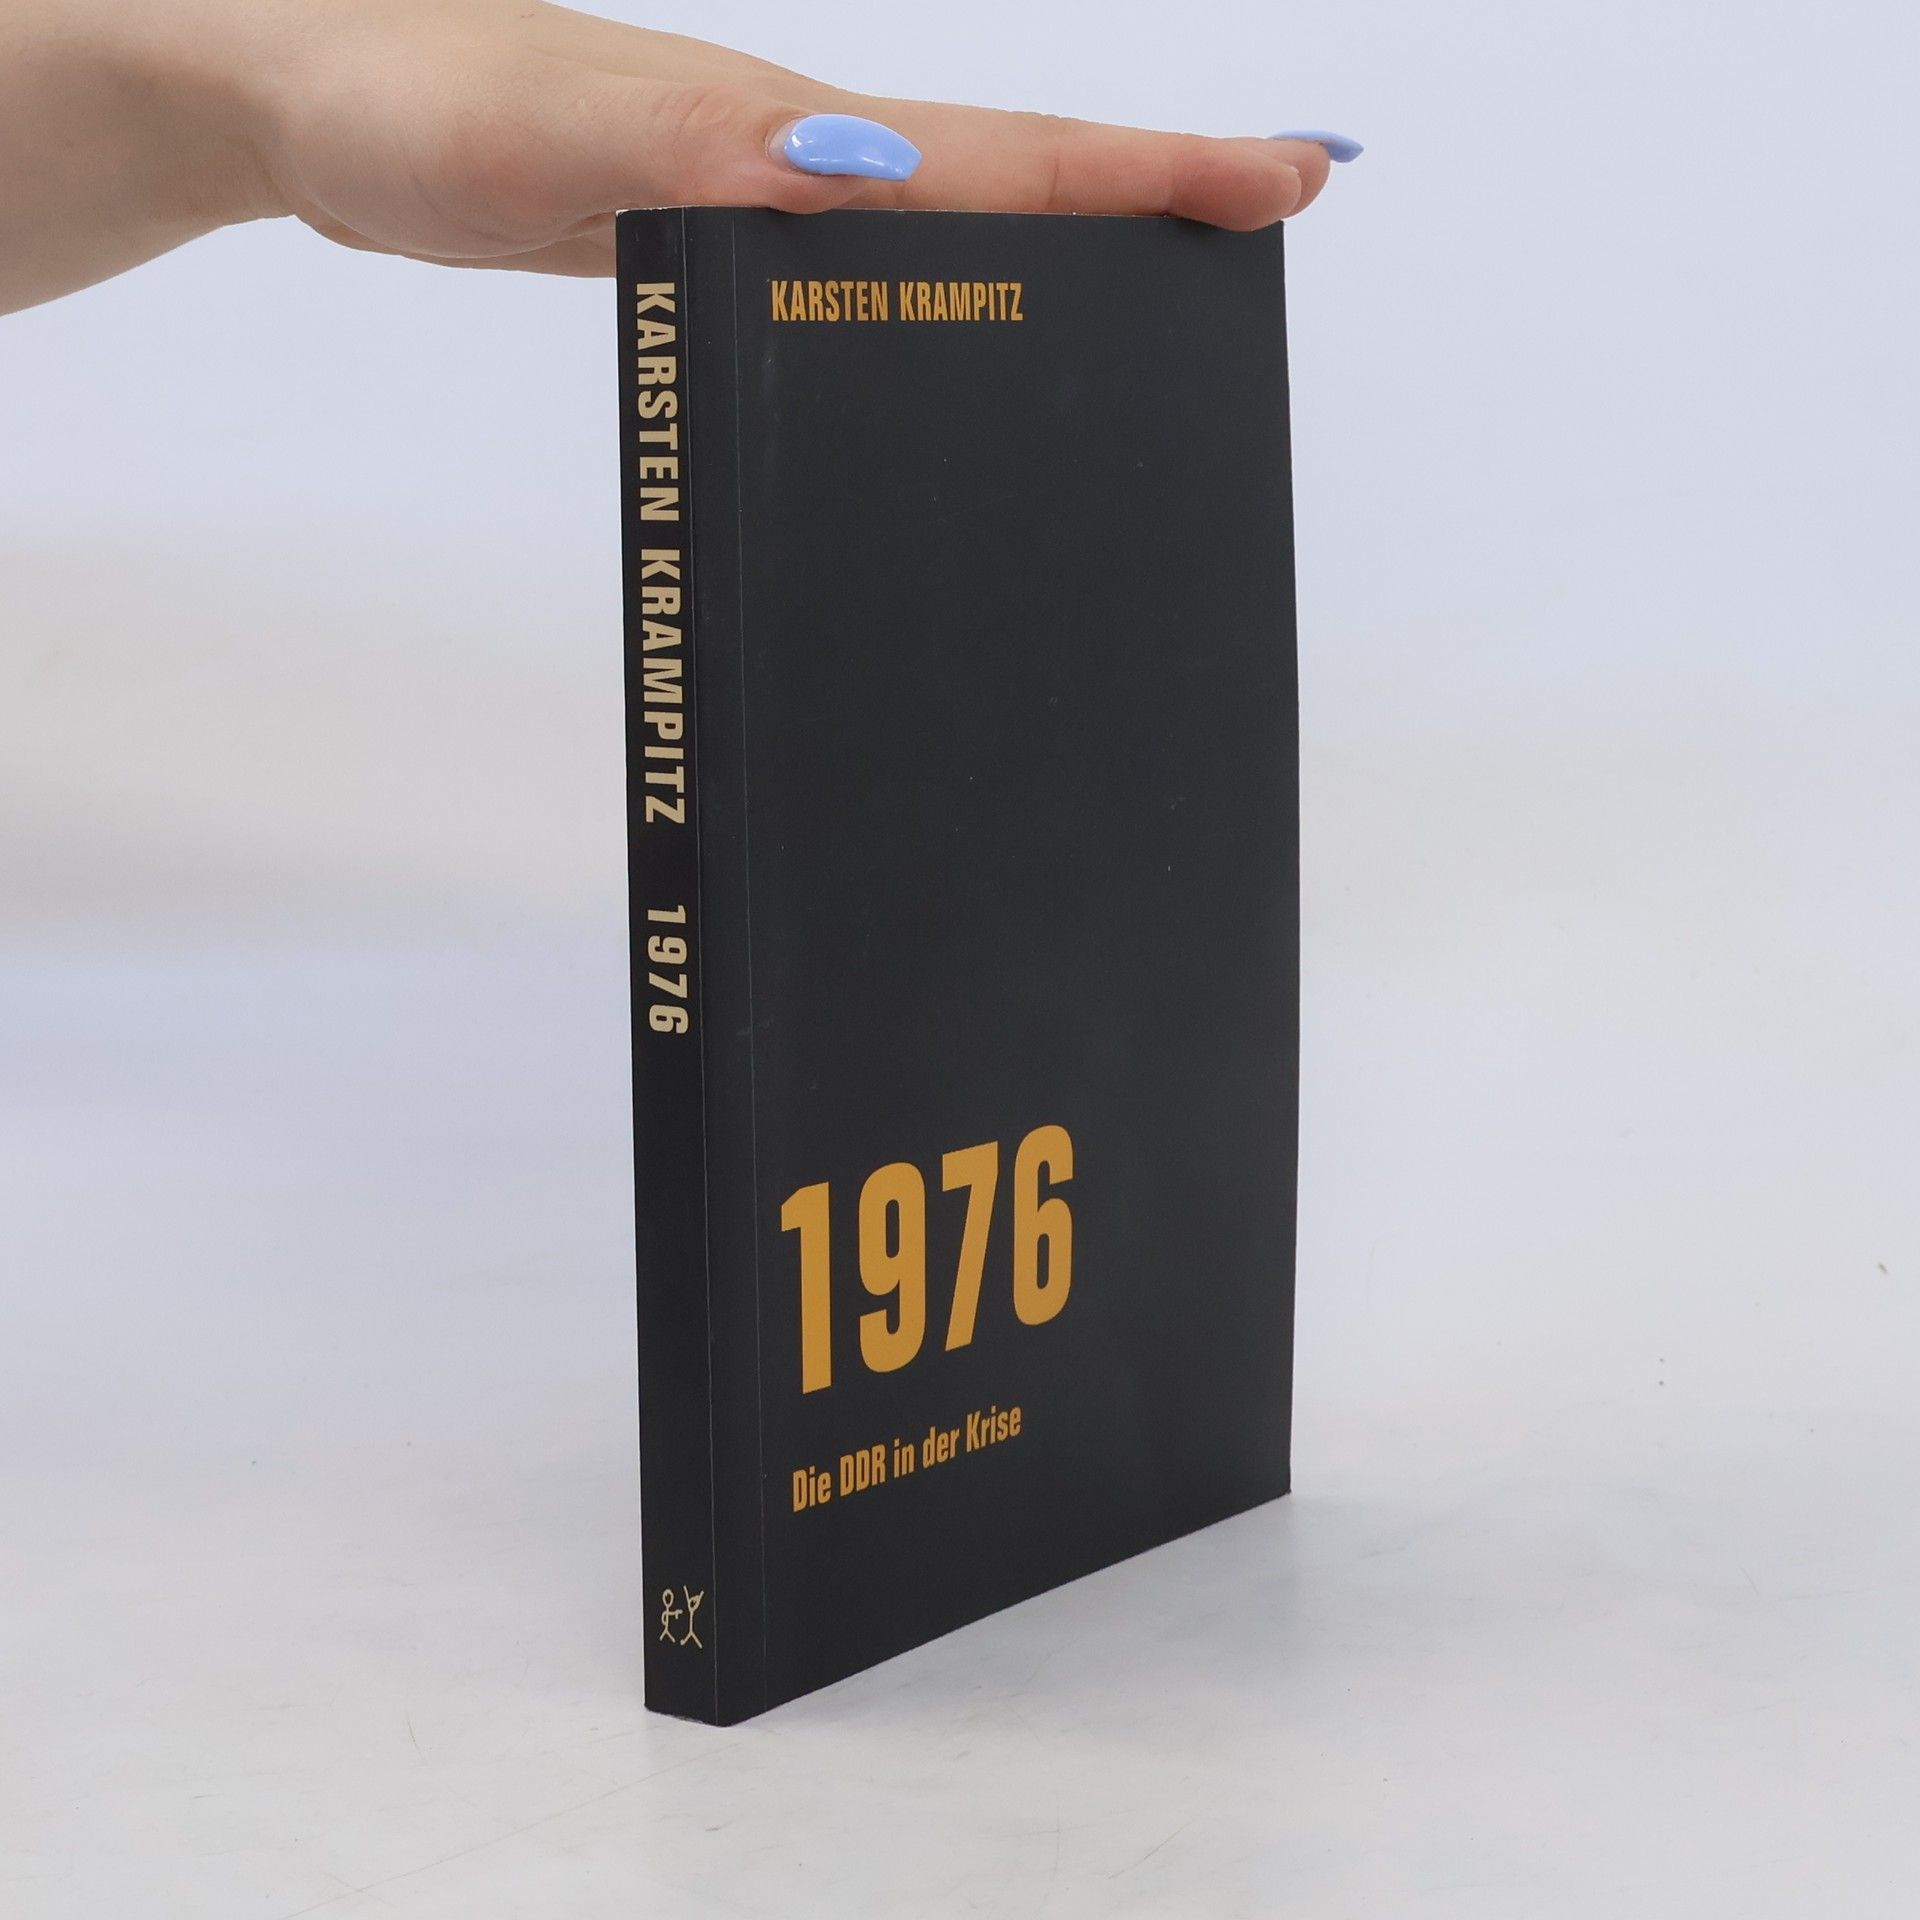 KARSTEN KRAMPITZ 1976
KARSTEN KRAMPITZ
1976
Die DDR in der Krise